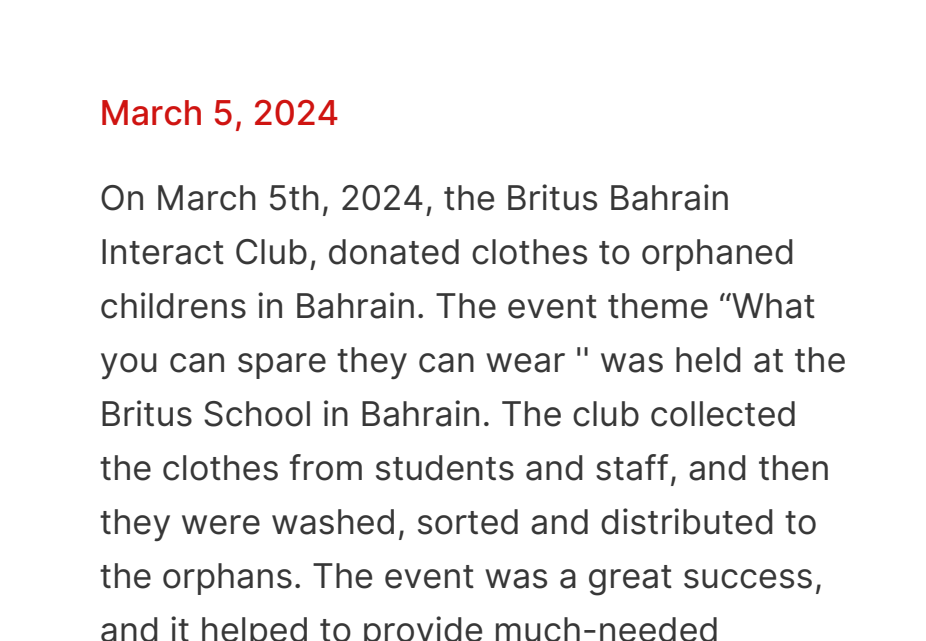 March 5, 2024
On March 5th, 2024, the Britus Bahrain
Interact Club, donated clothes to orphaned
childrens in Bahrain. The event theme “What
you can spare they can wear '' was held at the
Britus School in Bahrain. The club collected
the clothes from students and staff, and then
they were washed, sorted and distributed to
the orphans. The event was a great success,
and it helped to provide much-needed